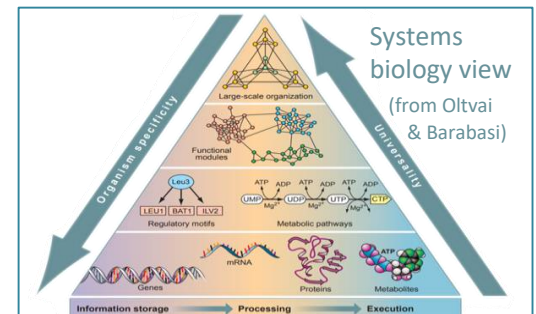 Systems
biology view
(from Oltvai
& Barabasi)
Organism specificity
Universality
Large-scale organization
Functional
modules
Leu3
LEU1 BAT1 ILV2
Regulatory motifs
ATP ADP ATP ADP ATP ADP
UMP UDP UTP CTP
Mg2+ Mg2+ Mg2+
Metabolic pathways
mRNA
Genes
Proteins
ATP
Metabolites
Information storage Processing Execution